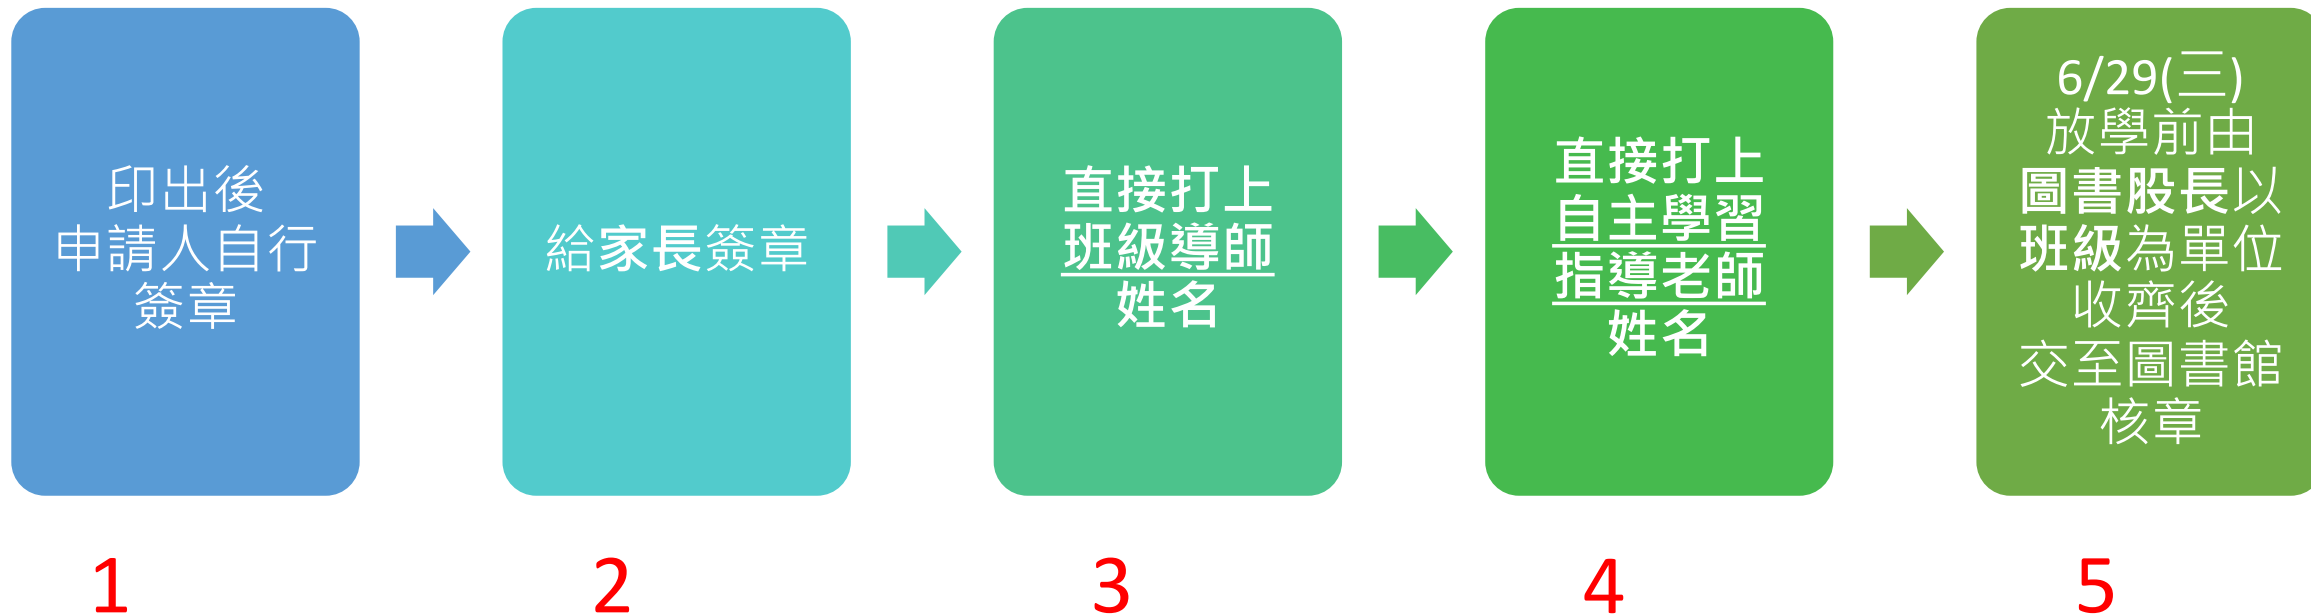 印出後
申請人自行
簽章
給家長簽章
直接打上
班級導師
姓名
直接打上
自主學習
指導老師
姓名
6/29(三)
放學前由
圖書股長以
班級為單位
收齊後
交至圖書館
核章
1
2
3
4
5